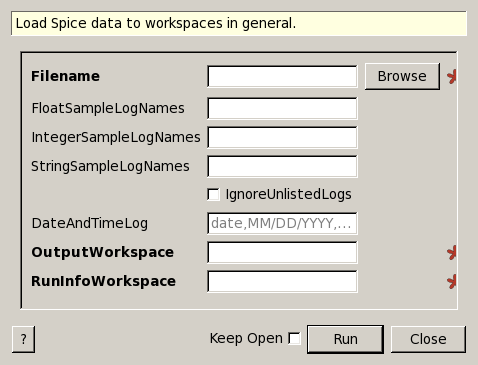 Load Spice data to workspaces in general.
Filename Browse *
FloatSampleLogNames
IntegerSampleLogNames
StringSampleLogNames
IgnoreUnlistedLogs
DateAndTimeLog date,MM/DD/YYYY,...
OutputWorkspace *
RunInfoWorkspace *
? Keep Open Run Close